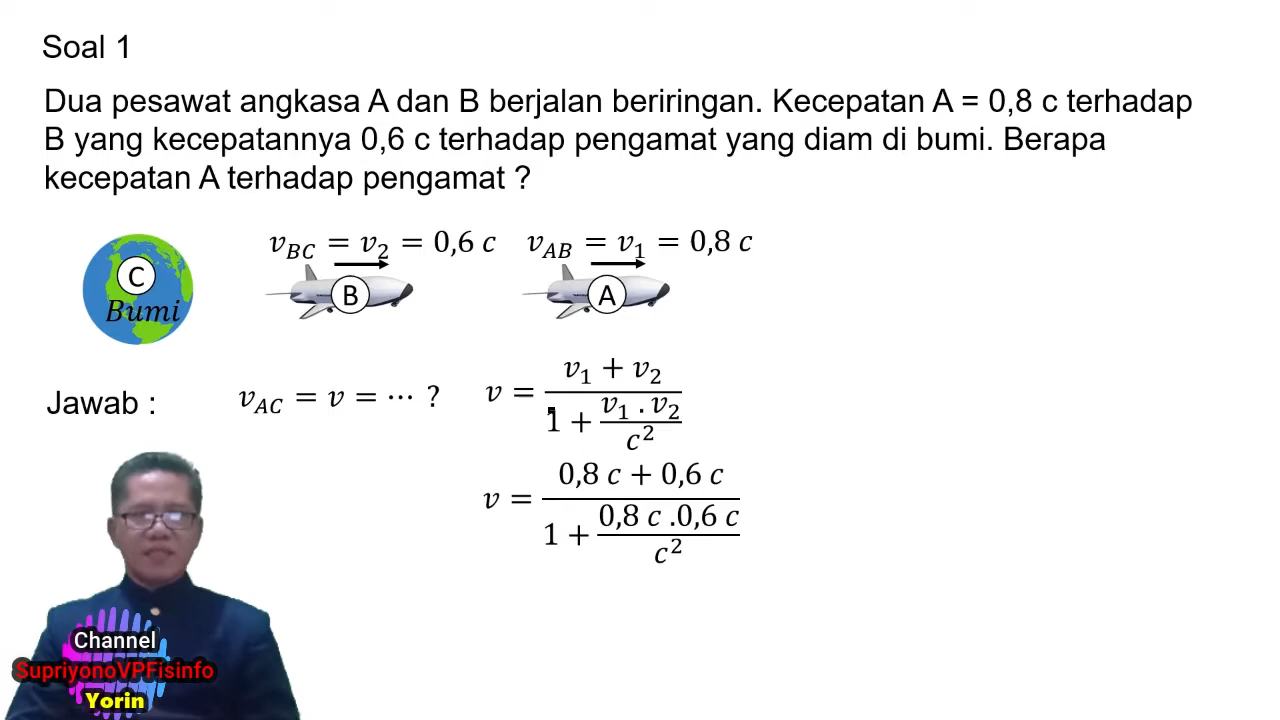 Soal 1
Dua pesawat angkasa A dan B berjalan beriringan. Kecepatan A = 0,8 c terhadap
B yang kecepatannya 0,6 c terhadap pengamat yang diam di bumi. Berapa
kecepatan A terhadap pengamat ?
v_BC = v_2 = 0,6 c   v_AB = v_1 = 0,8 c
C
Bumi
B
A
Jawab :   v_AC = v = ⋯ ?   v = (v_1 + v_2) / (1 + (v_1 . v_2) / c²)
v = (0,8 c + 0,6 c) / (1 + (0,8 c .0,6 c) / c²)
Channel
SupriyonoVPFisinfo
Yorin